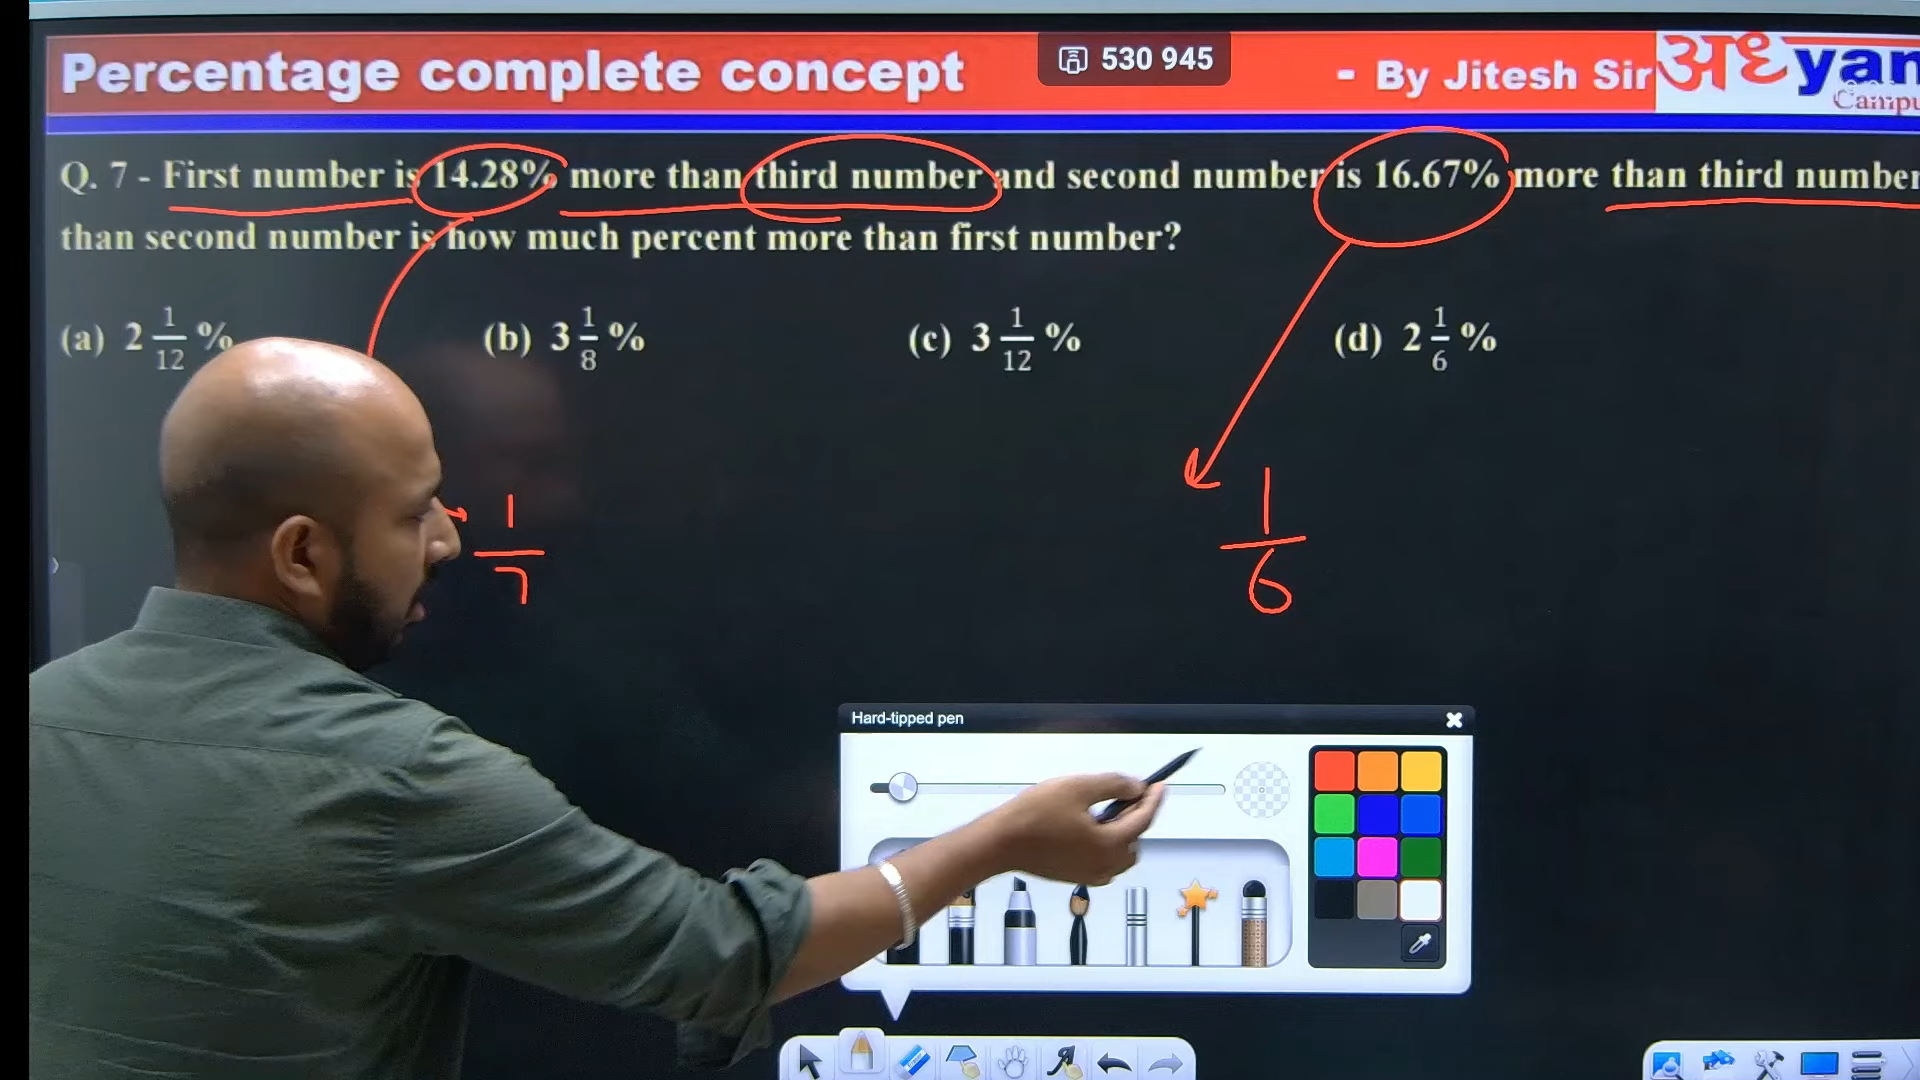 Percentage complete concept
530 945
- By Jitesh Sir
अध्yan
Campu
Q. 7 - First number is 14.28% more than third number and second number is 16.67% more than third number
than second number is how much percent more than first number?
(a) 2 1/12 % (b) 3 1/8 % (c) 3 1/12 % (d) 2 1/6 %
1/7
1/6
Hard-tipped pen